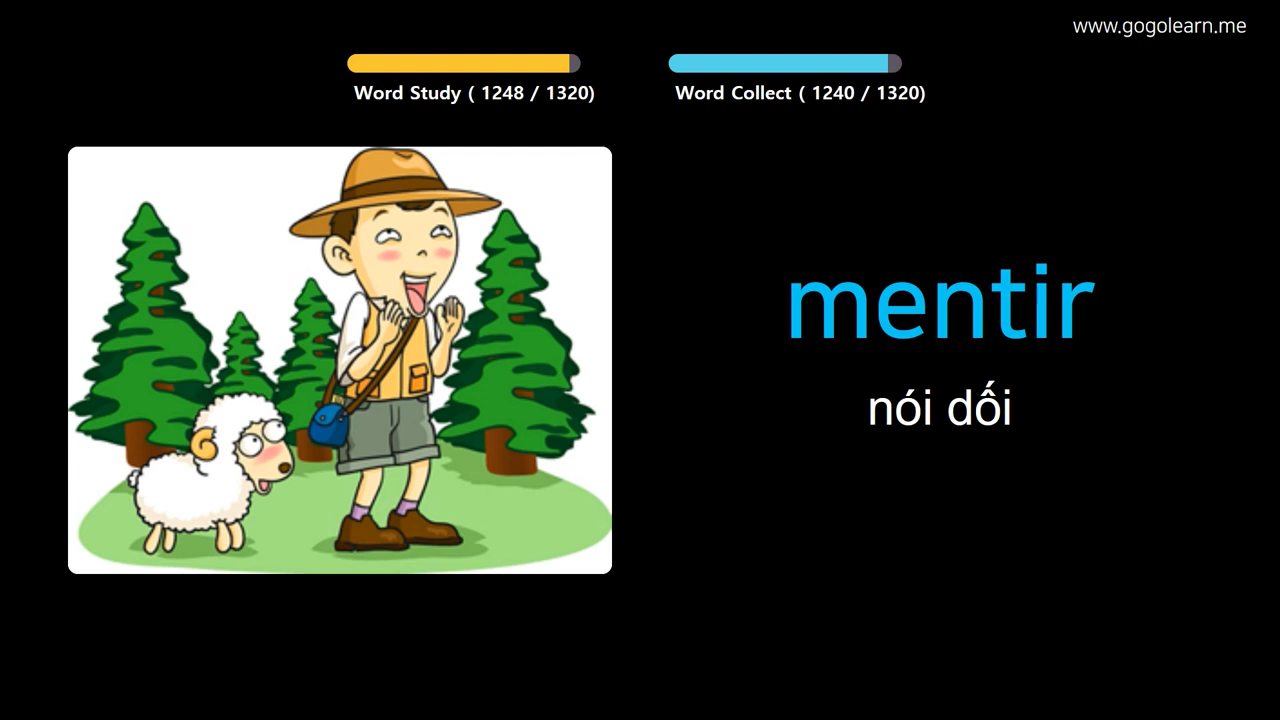 www.gogolearn.me
Word Study ( 1248 / 1320)
Word Collect ( 1240 / 1320)
mentir
nói dối